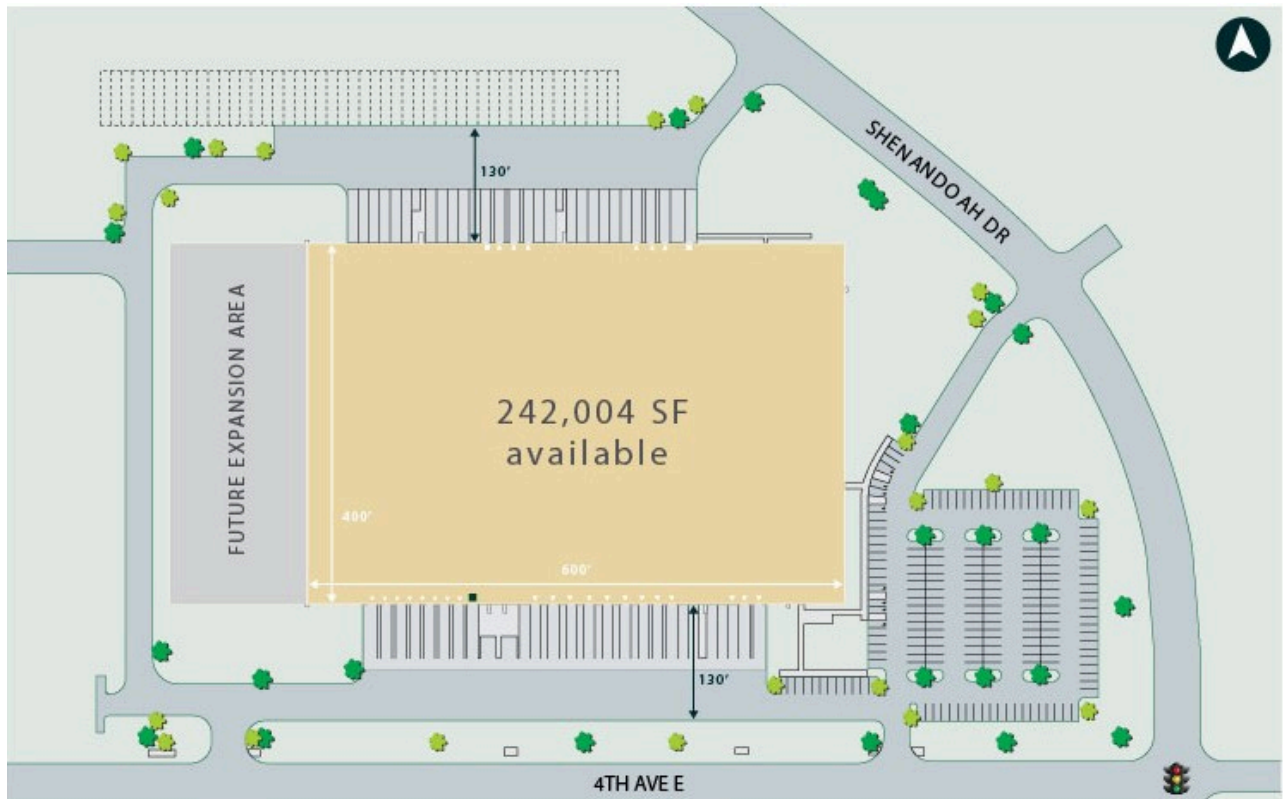 130'
SHENANDOAH DR
FUTURE EXPANSION AREA
242,004 SF
available
400'
600'
130'
4TH AVE E